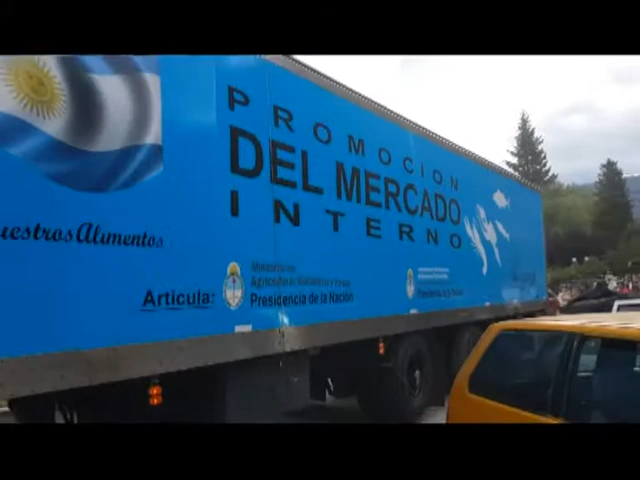 PROMOCION
DEL MERCADO
INTERNO
uestros Alimentos
Articula:
Ministerio de
Agricultura, Ganadería y Pesca
Presidencia de la Nación
Presidencia de la Nación